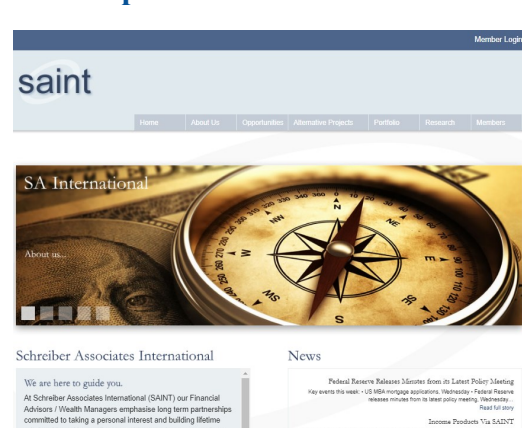 Member Login
saint
Home About Us Opportunities Alternative Projects Portfolio Research Members
SA International
About us...
N
NE
E
SE
S
SW
W
NW
Schreiber Associates International
We are here to guide you.
At Schreiber Associates International (SAINT) our Financial
Advisors / Wealth Managers emphasise long term partnerships
committed to taking a personal interest and building lifetime
News
Federal Reserve Releases Minutes from its Latest Policy Meeting
Key events this week: • US MBA mortgage applications, Wednesday • Federal Reserve
releases minutes from its latest policy meeting, Wednesday...
Read full story
Income Products Via SAINT